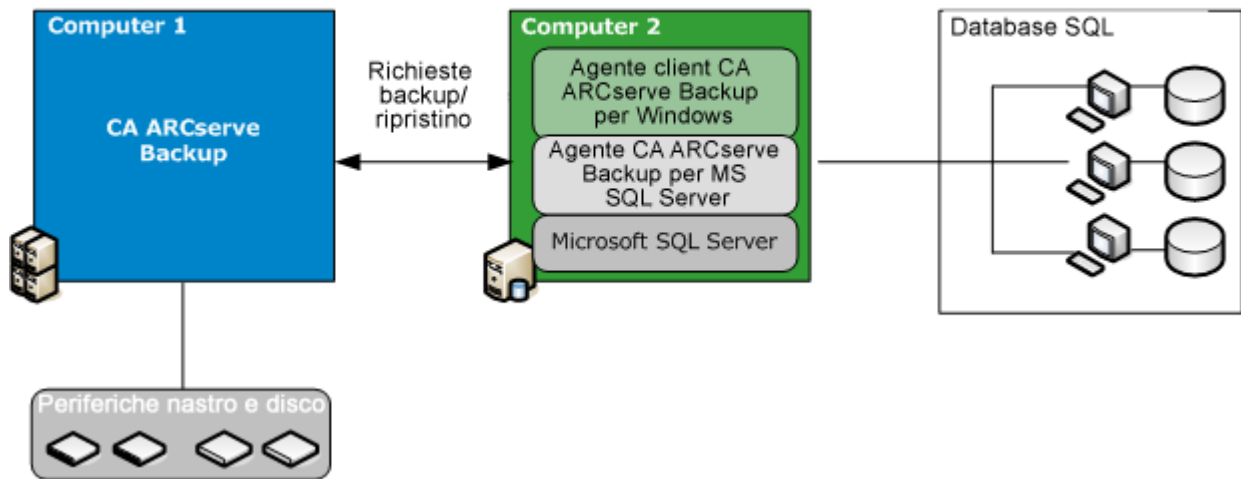 Computer 1
CA ARCserve
Backup
Richieste
backup/
ripristino
Computer 2
Agente client CA
ARCserve Backup
per Windows
Agente CA ARCserve
Backup per MS
SQL Server
Microsoft SQL Server
Database SQL
Periferiche nastro e disco